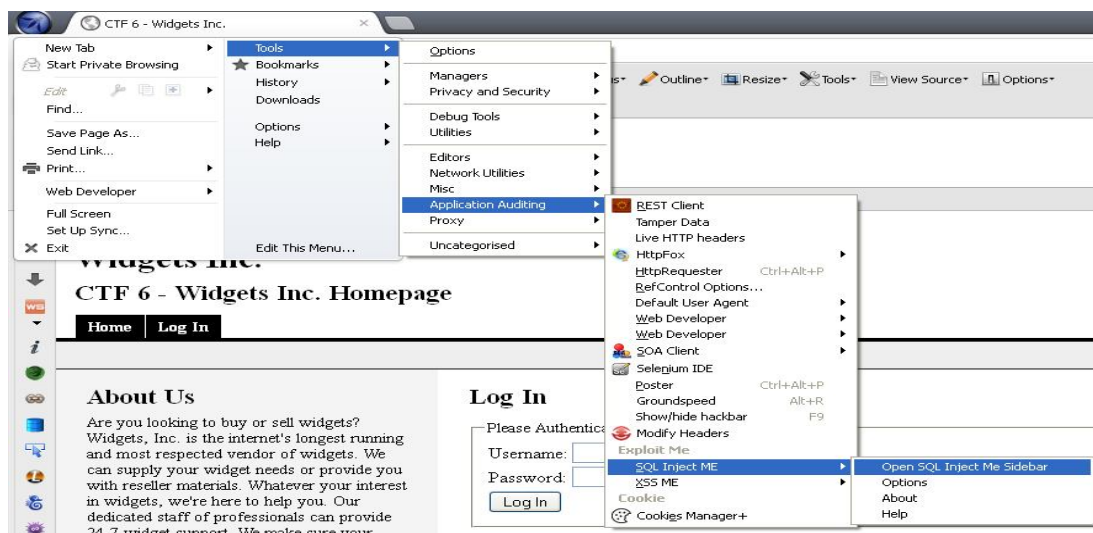 CTF 6 - Widgets Inc.
New Tab
Start Private Browsing
Edit
Find...
Save Page As...
Send Link...
Print...
Web Developer
Full Screen
Set Up Sync...
Exit
Tools
Bookmarks
History
Downloads
Options
Help
Edit This Menu...
Options
Managers
Privacy and Security
Debug Tools
Utilities
Editors
Network Utilities
Misc
Application Auditing
Proxy
Uncategorised
Outline
Resize
Tools
View Source
Options
REST Client
Tamper Data
Live HTTP headers
HttpFox
HttpRequester Ctrl+Alt+P
RefControl Options...
Default User Agent
Web Developer
Web Developer
SOA Client
Selenium IDE
Poster Ctrl+Alt+P
Groundspeed Alt+R
Show/hide hackbar F9
Modify Headers
Exploit Me
SQL Inject ME
XSS ME
Cookie
Cookies Manager+
Open SQL Inject Me Sidebar
Options
About
Help
Widgets Inc.
CTF 6 - Widgets Inc. Homepage
Home Log In
About Us
Are you looking to buy or sell widgets?
Widgets, Inc. is the internet's longest running
and most respected vendor of widgets. We
can supply your widget needs or provide you
with reseller materials. Whatever your interest
in widgets, we're here to help you. Our
dedicated staff of professionals can provide
24-7 widget support. We make sure your
Log In
Please Authentica
Username:
Password:
Log In